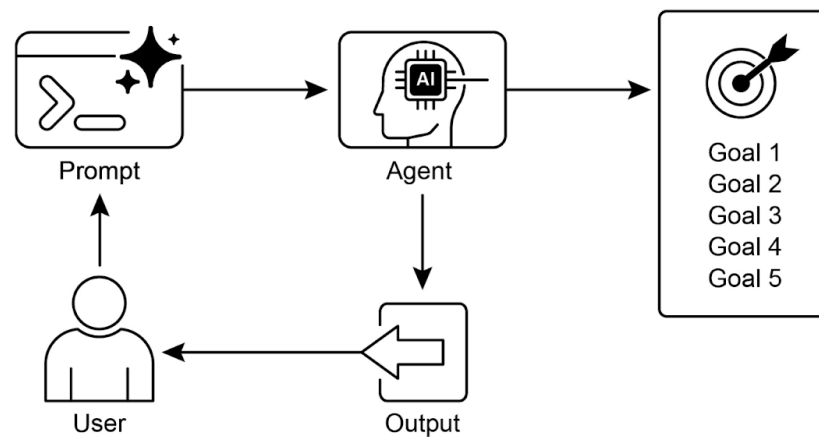 AI
Prompt
Agent
Goal 1
Goal 2
Goal 3
Goal 4
Goal 5
User
Output